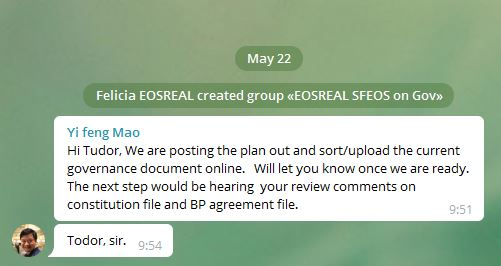 May 22
Felicia EOSREAL created group «EOSREAL SFEOS on Gov»
Yi feng Mao
Hi Tudor, We are posting the plan out and sort/upload the current
governance document online.   Will let you know once we are ready.
The next step would be hearing  your review comments on
constitution file and BP agreement file.
9:51
Todor, sir. 9:54